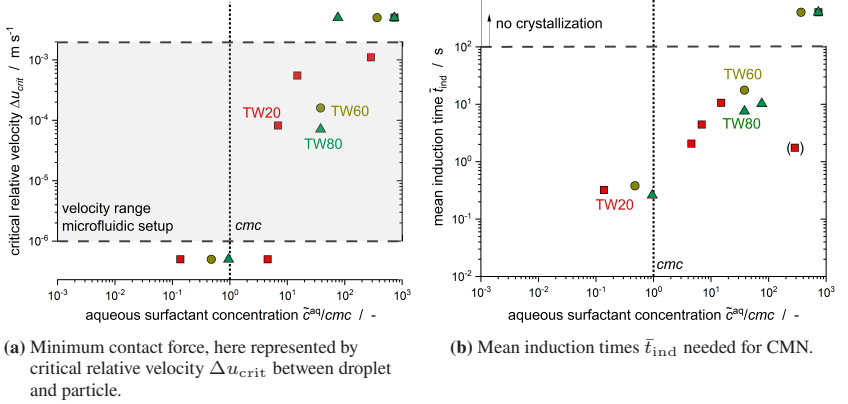 critical relative velocity Δu_crit / m s⁻¹
10⁻³
10⁻⁴
10⁻⁵
10⁻⁶
TW20
TW60
TW80
velocity range
microfluidic setup
cmc
10⁻³ 10⁻² 10⁻¹ 10⁰ 10¹ 10² 10³
aqueous surfactant concentration c̃^aq/cmc / -
(a) Minimum contact force, here represented by
critical relative velocity Δu_crit between droplet
and particle.
mean induction time t̄_ind / s
no crystallization
10²
10¹
10⁰
10⁻¹
10⁻²
TW60
TW80
TW20
( )
cmc
10⁻³ 10⁻² 10⁻¹ 10⁰ 10¹ 10² 10³
aqueous surfactant concentration c̃^aq/cmc / -
(b) Mean induction times t̄_ind needed for CMN.